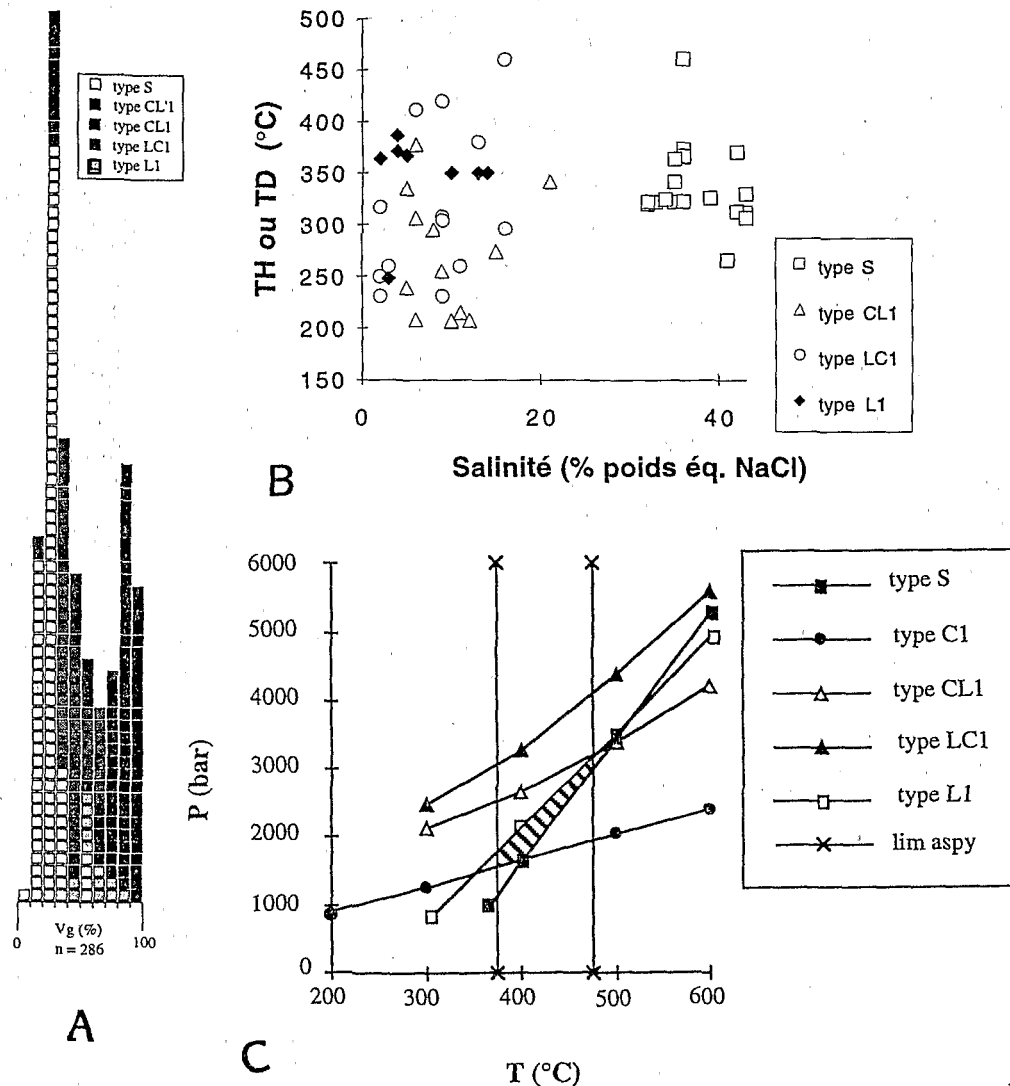 type S
type CL'1
type CL1
type LC1
type L1
0
Vg (%)
100
n = 286
A
500
450
400
350
300
250
200
150
TH ou TD (°C)
0
20
40
Salinité (% poids éq. NaCl)
type S
type CL1
type LC1
type L1
B
6000
5000
4000
3000
2000
1000
0
P (bar)
200
300
400
500
600
T (°C)
type S
type C1
type CL1
type LC1
type L1
lim aspy
C